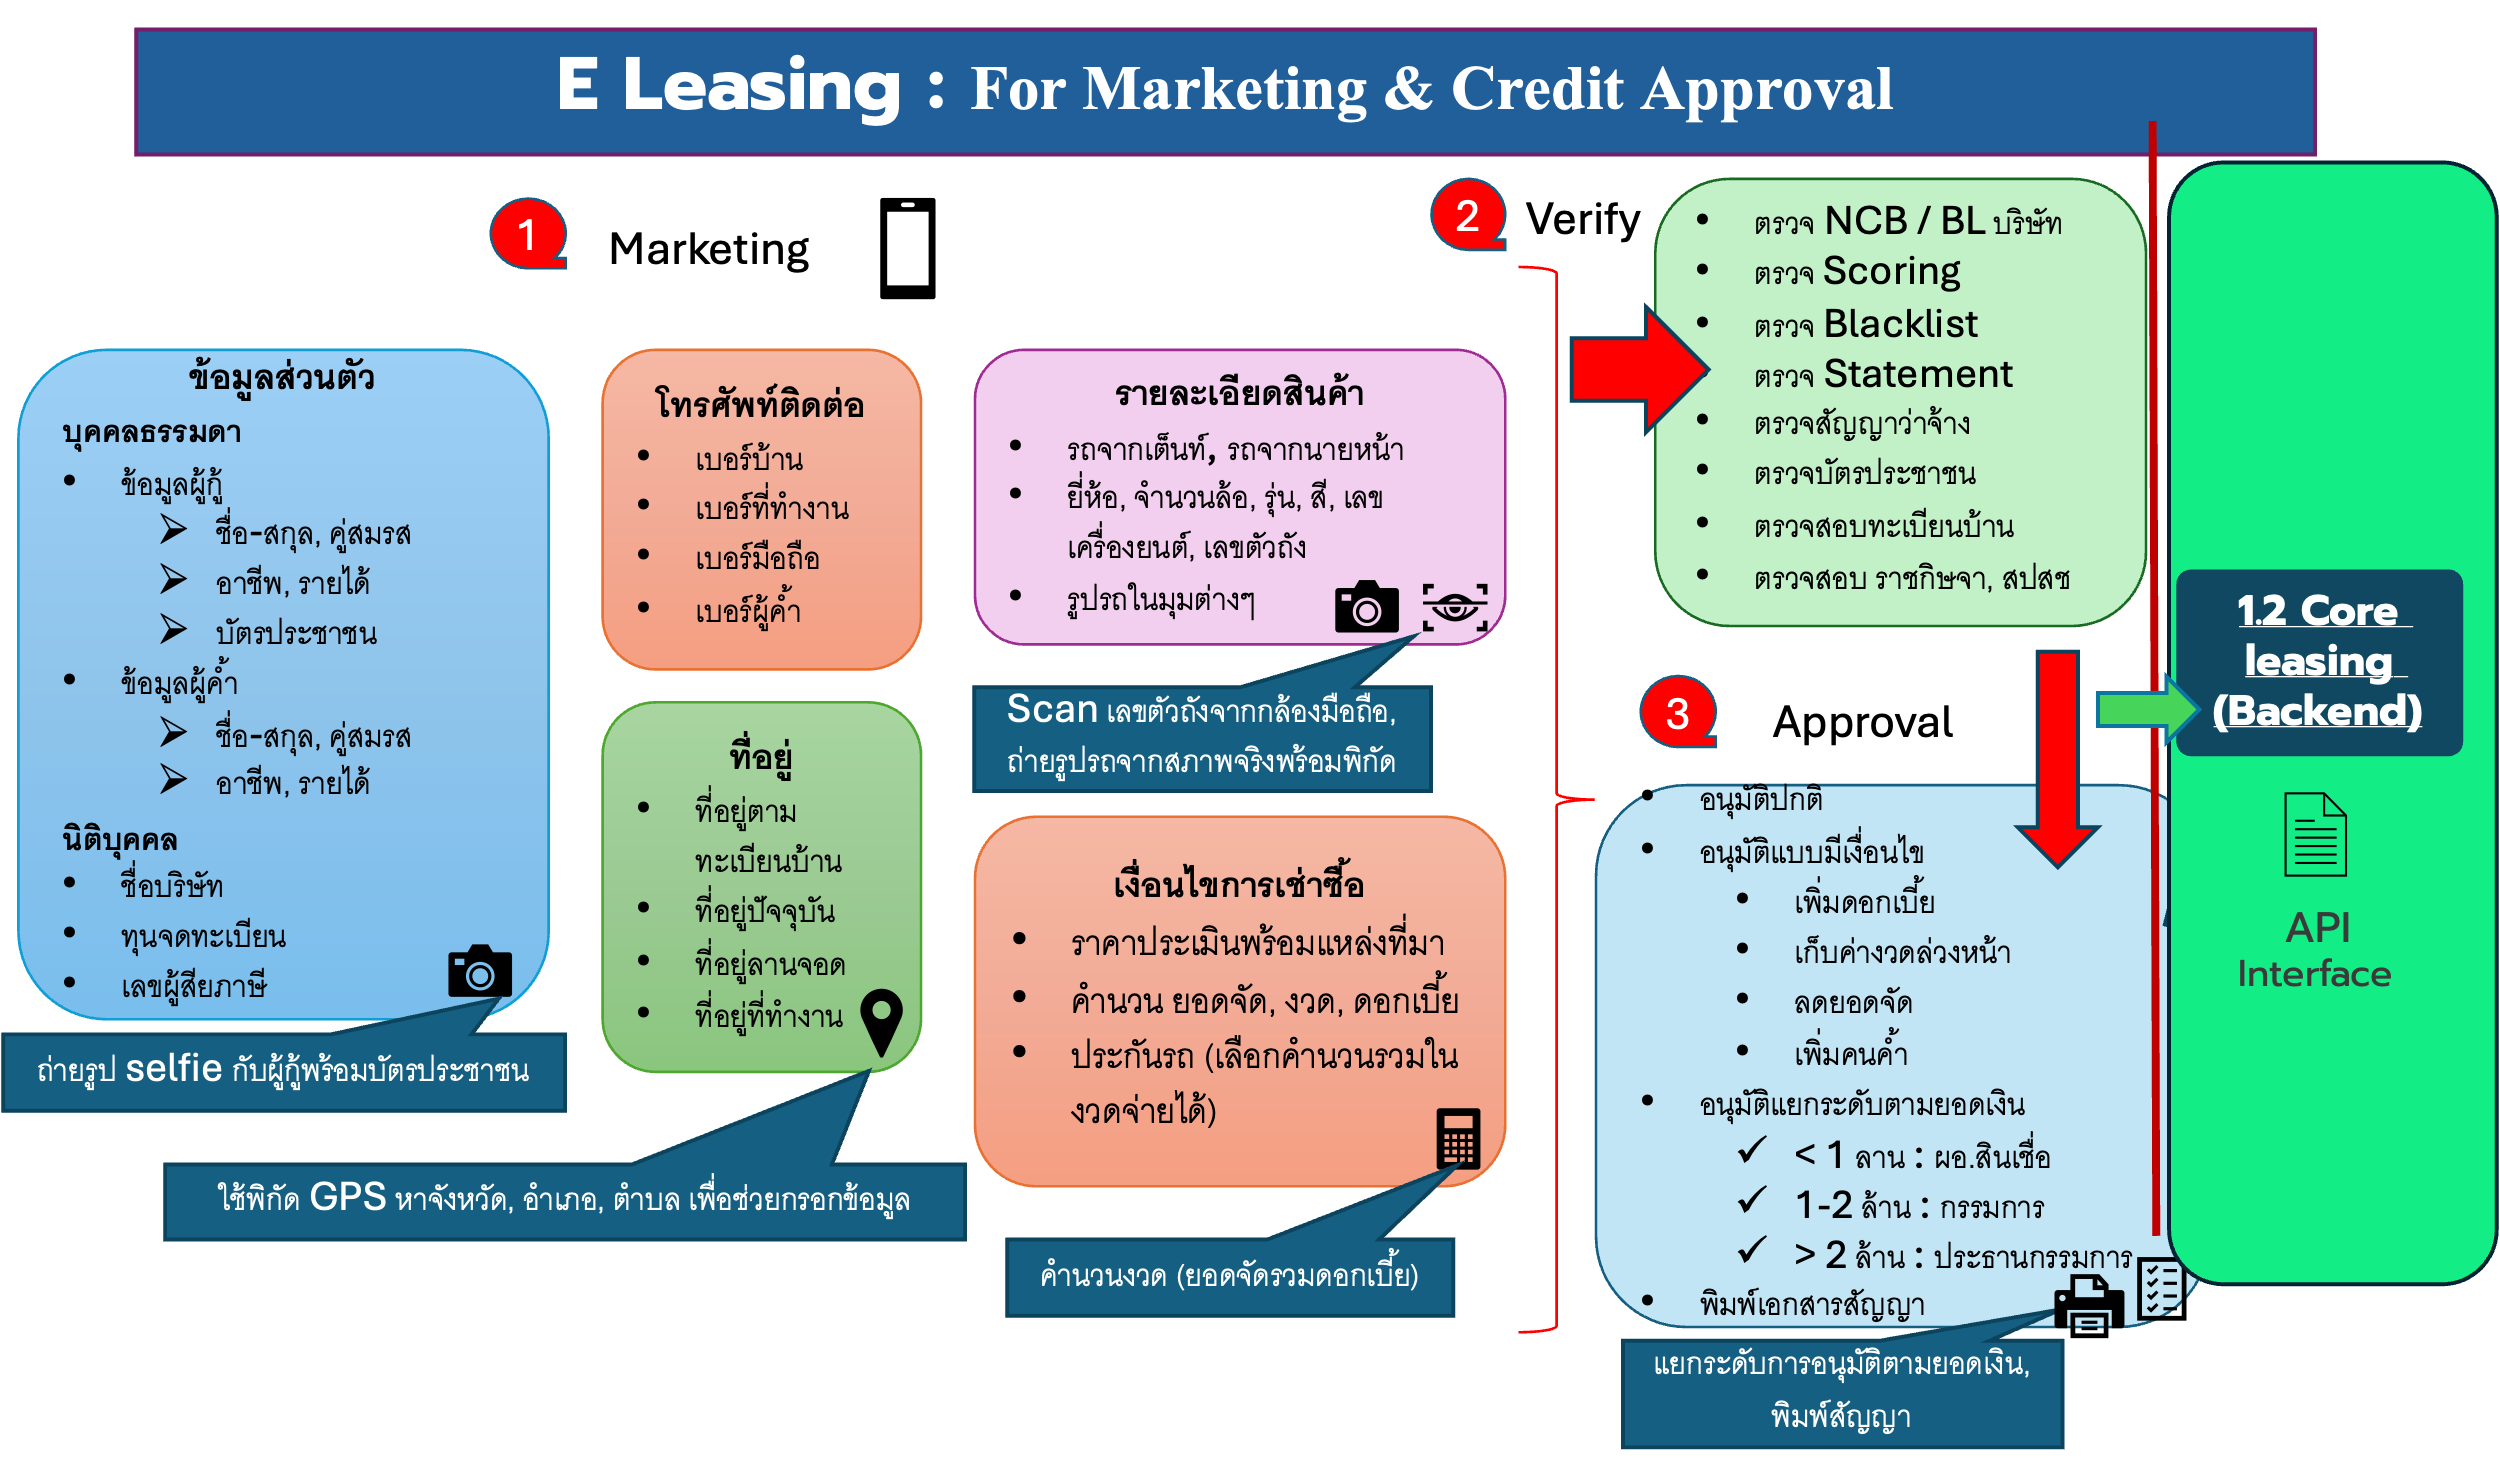 E Leasing : For Marketing & Credit Approval
1
Marketing
ข้อมูลส่วนตัว
บุคคลธรรมดา
• ข้อมูลผู้กู้
➢ ชื่อ-สกุล, คู่สมรส
➢ อาชีพ, รายได้
➢ บัตรประชาชน
• ข้อมูลผู้ค้ำ
➢ ชื่อ-สกุล, คู่สมรส
➢ อาชีพ, รายได้
นิติบุคคล
• ชื่อบริษัท
• ทุนจดทะเบียน
• เลขผู้สียภาษี
ถ่ายรูป selfie กับผู้กู้พร้อมบัตรประชาชน
โทรศัพท์ติดต่อ
• เบอร์บ้าน
• เบอร์ที่ทำงาน
• เบอร์มือถือ
• เบอร์ผู้ค้ำ
ที่อยู่
• ที่อยู่ตาม
ทะเบียนบ้าน
• ที่อยู่ปัจจุบัน
• ที่อยู่ลานจอด
• ที่อยู่ที่ทำงาน
ใช้พิกัด GPS หาจังหวัด, อำเภอ, ตำบล เพื่อช่วยกรอกข้อมูล
รายละเอียดสินค้า
• รถจากเต็นท์, รถจากนายหน้า
• ยี่ห้อ, จำนวนล้อ, รุ่น, สี, เลข
เครื่องยนต์, เลขตัวถัง
• รูปรถในมุมต่างๆ
Scan เลขตัวถังจากกล้องมือถือ,
ถ่ายรูปรถจากสภาพจริงพร้อมพิกัด
เงื่อนไขการเช่าซื้อ
• ราคาประเมินพร้อมแหล่งที่มา
• คำนวน ยอดจัด, งวด, ดอกเบี้ย
• ประกันรถ (เลือกคำนวนรวมใน
งวดจ่ายได้)
คำนวนงวด (ยอดจัดรวมดอกเบี้ย)
2
Verify
• ตรวจ NCB / BL บริษัท
• ตรวจ Scoring
• ตรวจ Blacklist
ตรวจ Statement
• ตรวจสัญญาว่าจ้าง
• ตรวจบัตรประชาชน
• ตรวจสอบทะเบียนบ้าน
• ตรวจสอบ ราชกิษจา, สปสช
3
Approval
• อนุมัติปกติ
• อนุมัติแบบมีเงื่อนไข
• เพิ่มดอกเบี้ย
• เก็บค่างวดล่วงหน้า
• ลดยอดจัด
• เพิ่มคนค้ำ
• อนุมัติแยกระดับตามยอดเงิน
✓ < 1 ลาน : ผอ.สินเชื่อ
✓ 1-2 ล้าน : กรรมการ
✓ > 2 ล้าน : ประธานกรรมการ
• พิมพ์เอกสารสัญญา
แยกระดับการอนุมัติตามยอดเงิน,
พิมพ์สัญญา
1.2 Core
leasing
(Backend)
API
Interface